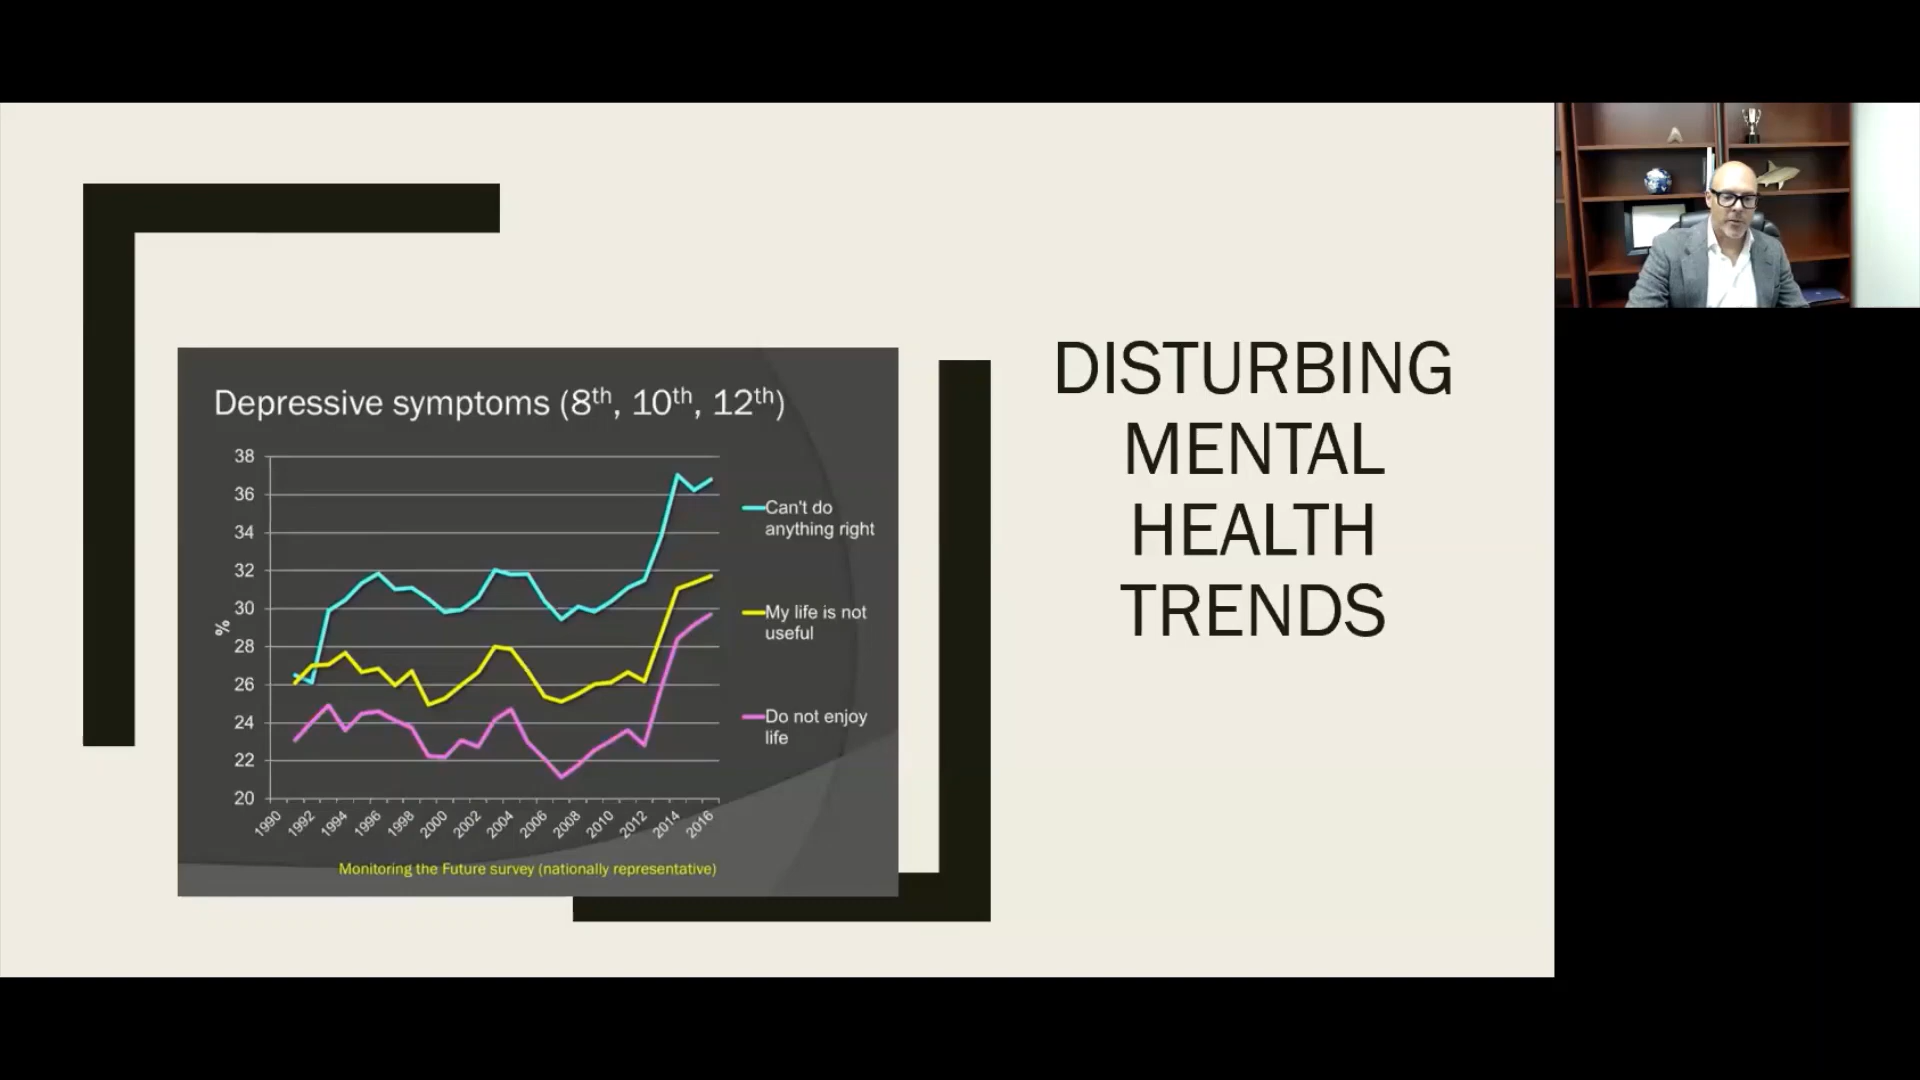 Depressive symptoms (8th, 10th, 12th)
38
36
34
32
30
28
26
24
22
20
%
1990
1992
1994
1996
1998
2000
2002
2004
2006
2008
2010
2012
2014
2016
Can't do
anything right
My life is not
useful
Do not enjoy
life
Monitoring the Future survey (nationally representative)
DISTURBING
MENTAL
HEALTH
TRENDS